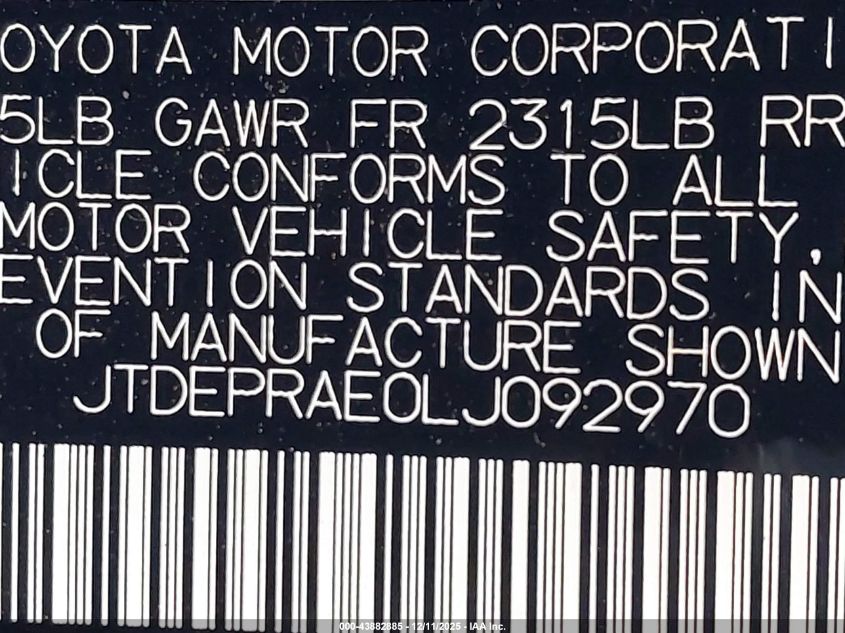 OYOTA MOTOR CORPORATI
5LB GAWR FR 2315LB RR
ICLE CONFORMS TO ALL
MOTOR VEHICLE SAFETY,
EVENTION STANDARDS IN
OF MANUFACTURE SHOWN
JTDEPRAE0LJ092970
000-43882885 - 12/11/2025 - IAA Inc.